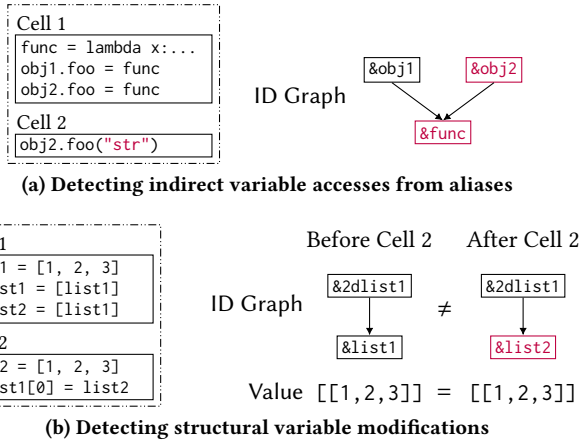 Cell 1
func = lambda x:...
obj1.foo = func
obj2.foo = func
Cell 2
obj2.foo("str")
ID Graph
&obj1 &obj2
&func
(a) Detecting indirect variable accesses from aliases
1
1 = [1, 2, 3]
st1 = [list1]
st2 = [list1]
2
2 = [1, 2, 3]
st1[0] = list2
Before Cell 2 After Cell 2
ID Graph
&2dlist1 ≠ &2dlist1
&list1 &list2
Value [[1,2,3]] = [[1,2,3]]
(b) Detecting structural variable modifications